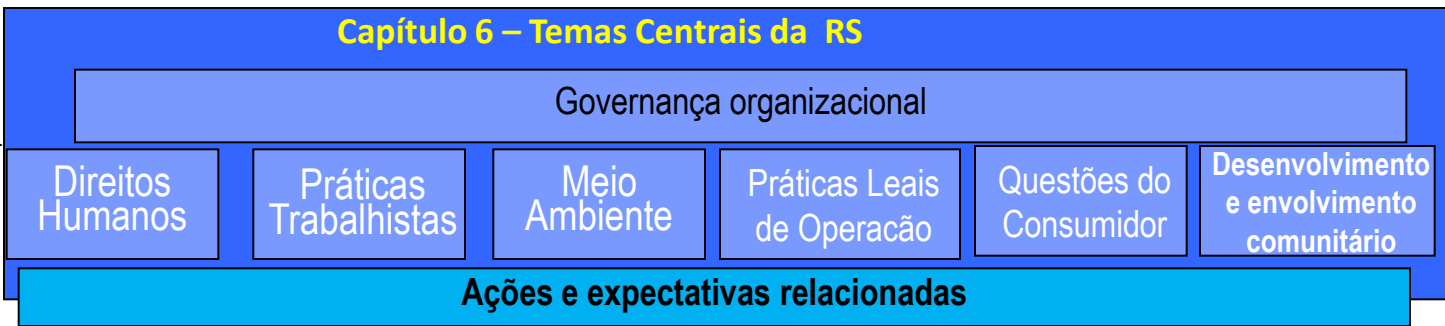 Capítulo 6 – Temas Centrais da RS
Governança organizacional
Direitos
Humanos
Práticas
Trabalhistas
Meio
Ambiente
Práticas Leais
de Operacão
Questões do
Consumidor
Desenvolvimento
e envolvimento
comunitário
Ações e expectativas relacionadas